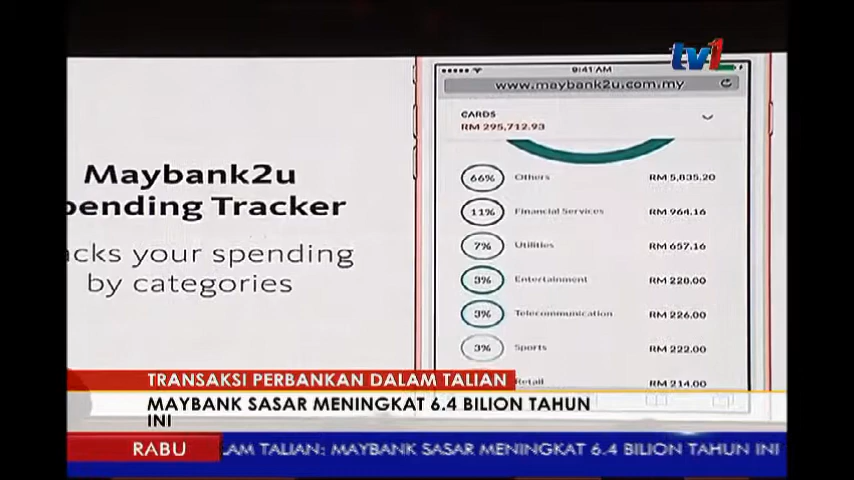 tv1
9:41 AM
www.maybank2u.com.my
CARDS
RM 295,712.93
Maybank2u
pending Tracker
acks your spending
by categories
66% Others RM 5,835.20
11% Financial Services RM 964.16
7% Utilities RM 657.16
3% Entertainment RM 228.00
3% Telecommunication RM 226.00
3% Sports RM 222.00
Retail RM 214.00
TRANSAKSI PERBANKAN DALAM TALIAN
MAYBANK SASAR MENINGKAT 6.4 BILION TAHUN
INI
RABU
LAM TALIAN: MAYBANK SASAR MENINGKAT 6.4 BILION TAHUN INI